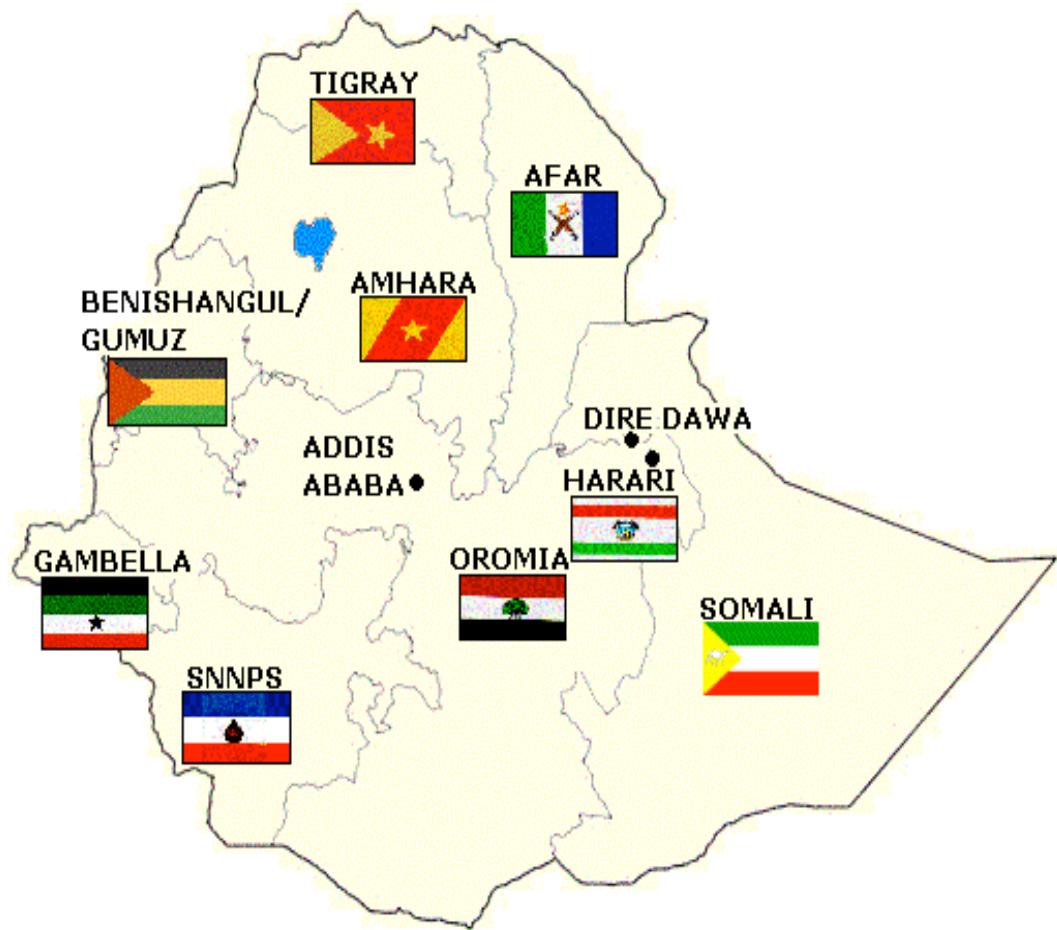 TIGRAY
AFAR
AMHARA
BENISHANGUL/
GUMUZ
DIRE DAWA
ADDIS
ABABA
HARARI
OROMIA
GAMBELLA
SOMALI
SNNPS